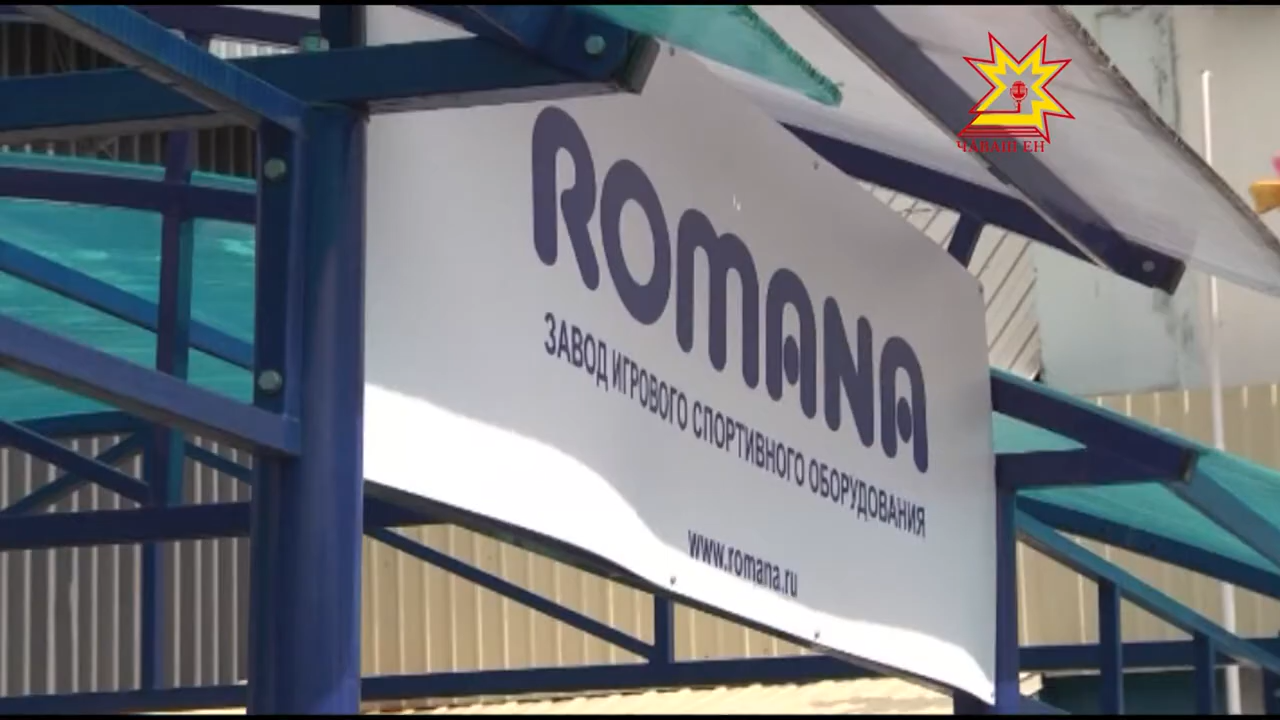 ROMANA
ЗАВОД ИГРОВОГО СПОРТИВНОГО ОБОРУДОВАНИЯ
www.romana.ru
ЧАВАШ ЕН